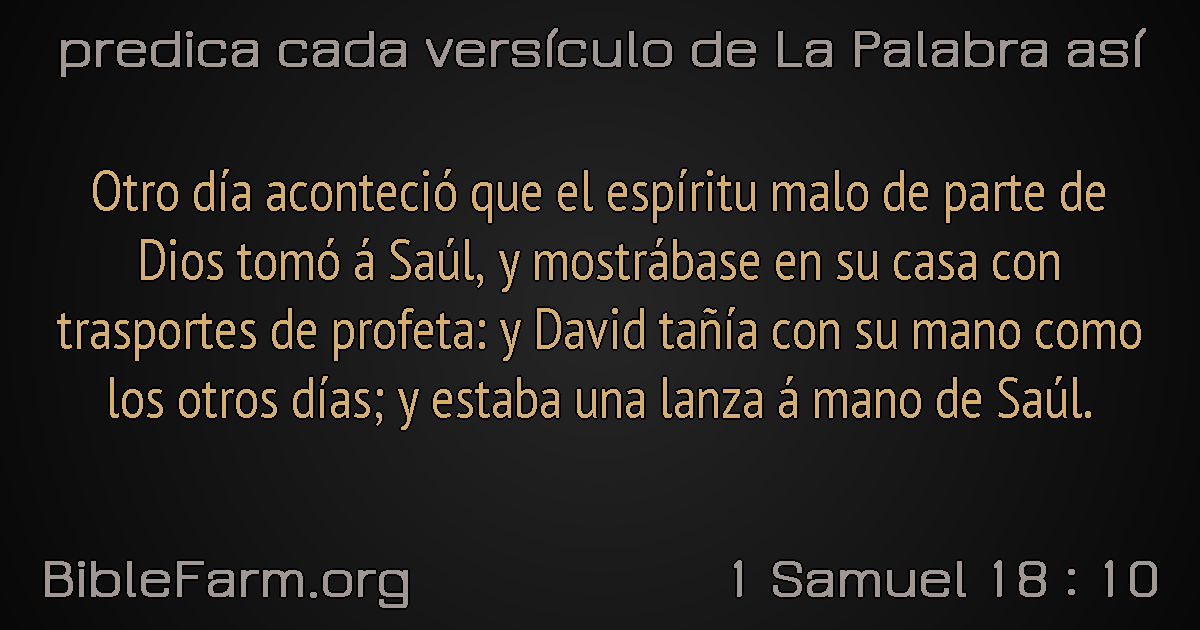 predica cada versículo de La Palabra así
Otro día aconteció que el espíritu malo de parte de
Dios tomó á Saúl, y mostrábase en su casa con
trasportes de profeta: y David tañía con su mano como
los otros días; y estaba una lanza á mano de Saúl.
BibleFarm.org
1 Samuel 18 : 10